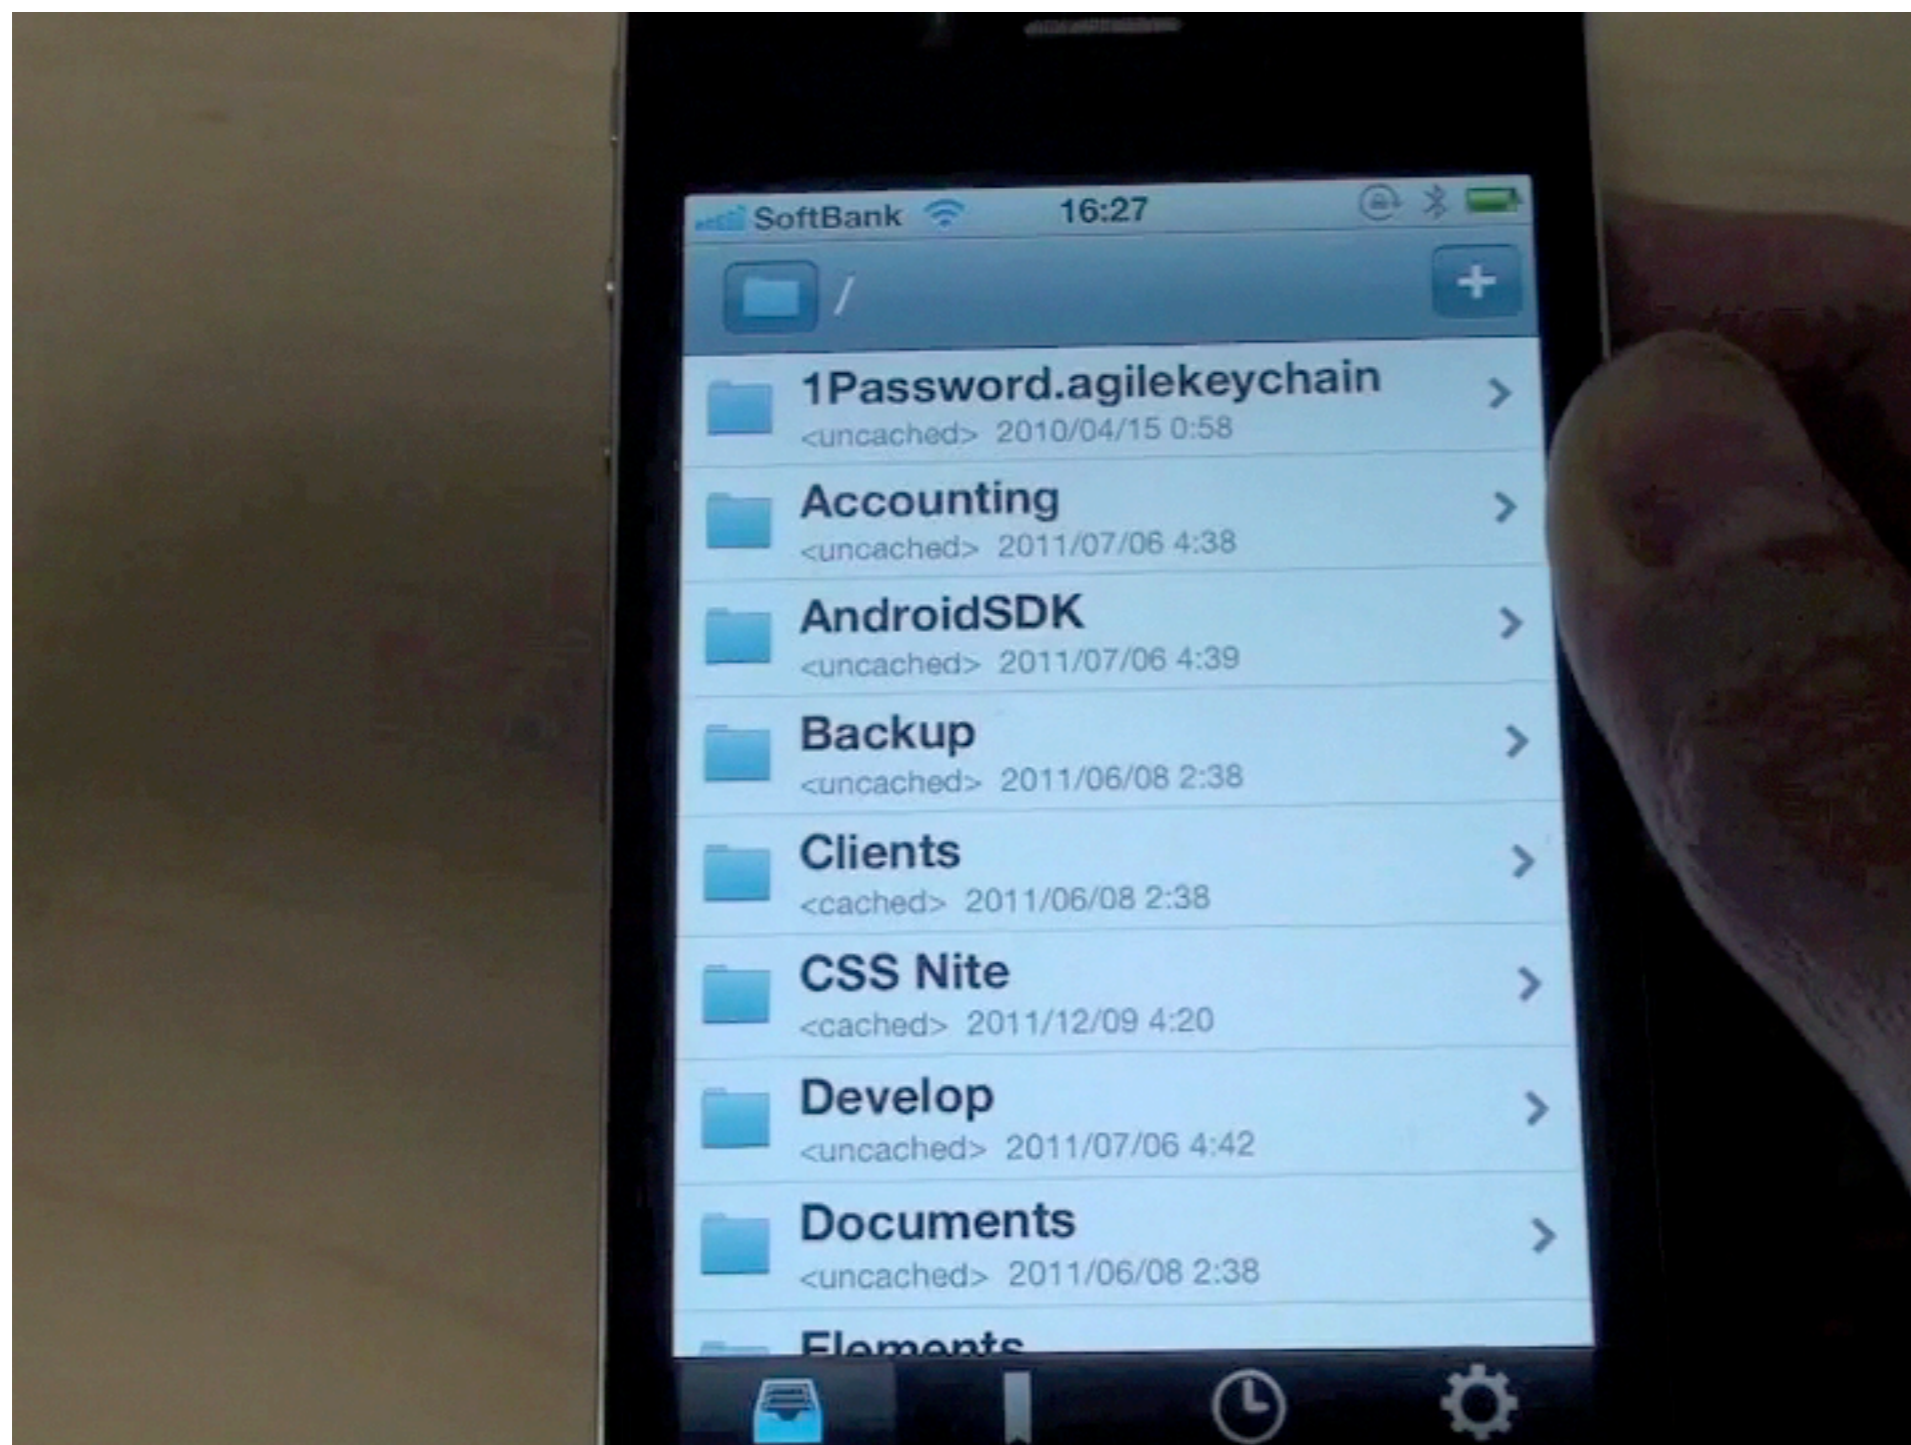 SoftBank 16:27
/ +
1Password.agilekeychain
<uncached> 2010/04/15 0:58
Accounting
<uncached> 2011/07/06 4:38
AndroidSDK
<uncached> 2011/07/06 4:39
Backup
<uncached> 2011/06/08 2:38
Clients
<cached> 2011/06/08 2:38
CSS Nite
<cached> 2011/12/09 4:20
Develop
<uncached> 2011/07/06 4:42
Documents
<uncached> 2011/06/08 2:38
Elements